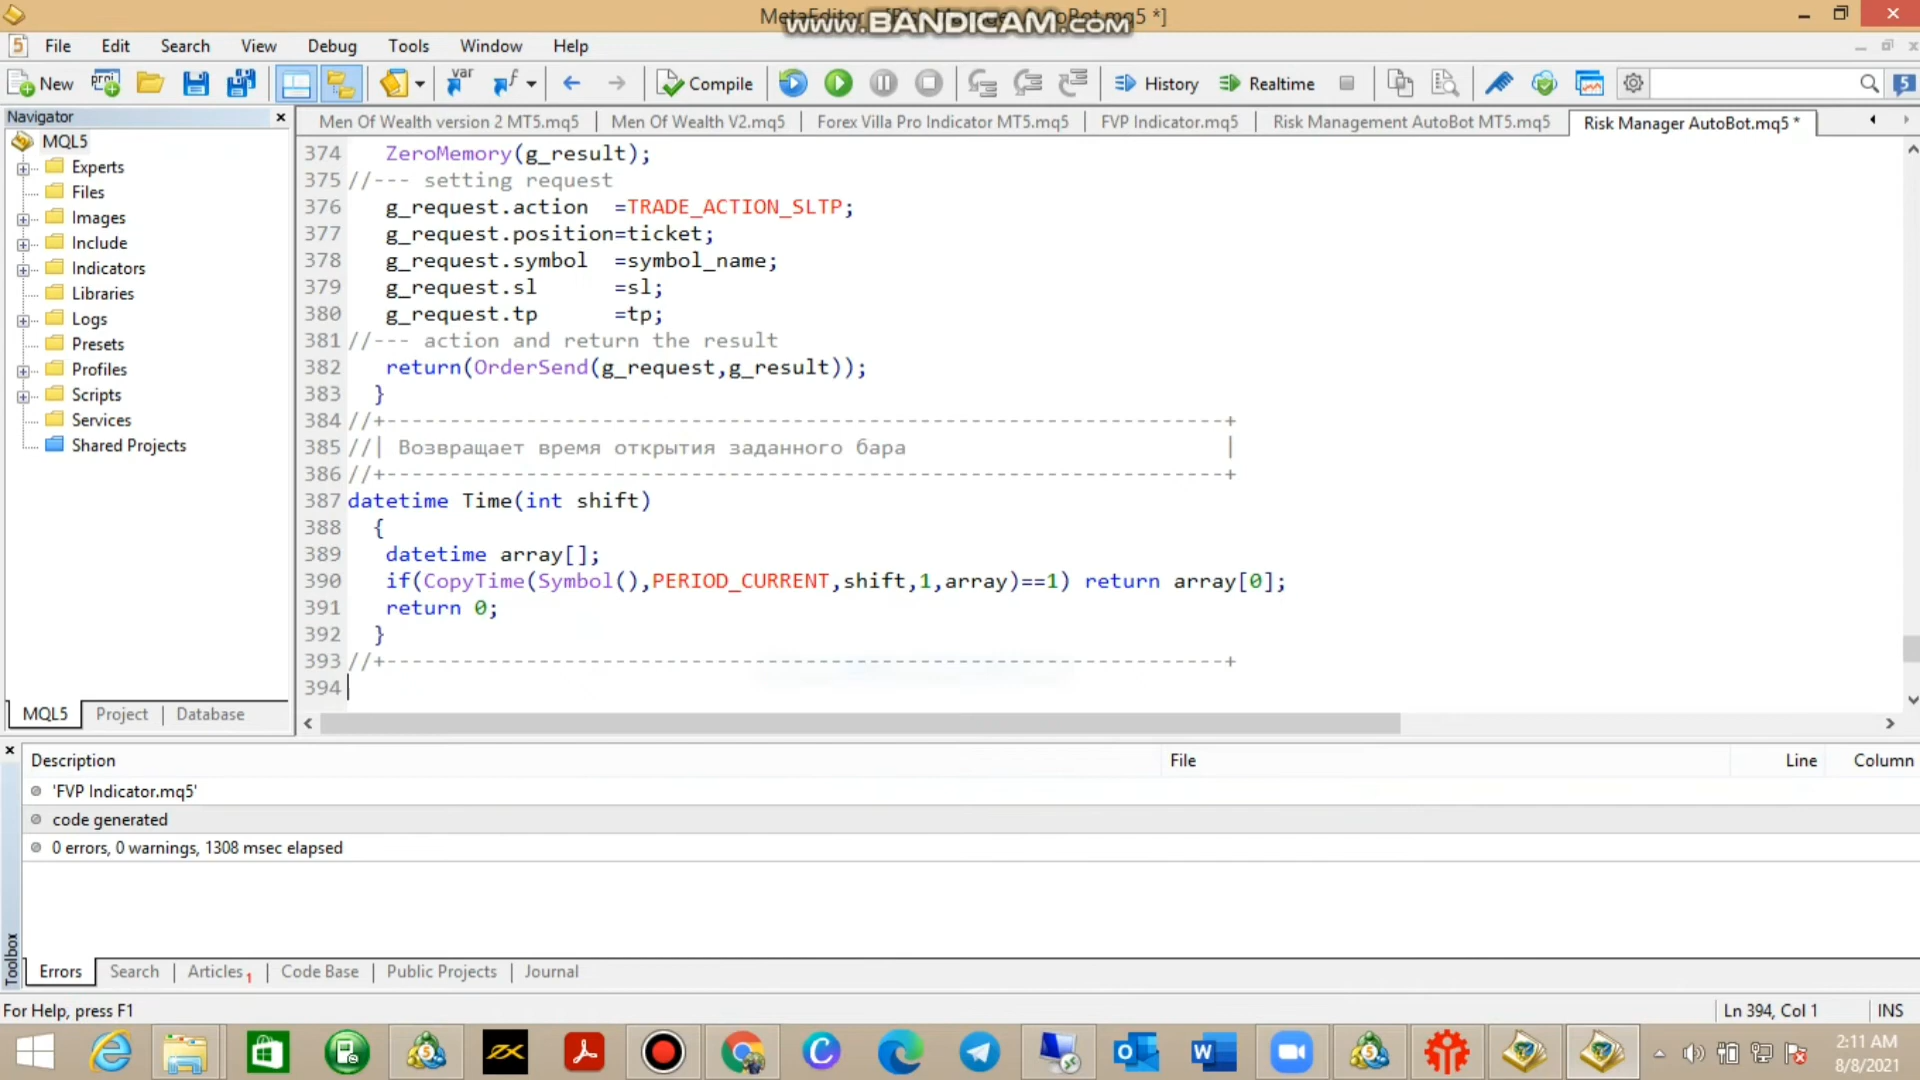 MetaEditor - [Risk Manager AutoBot.mq5 *]
www.BANDICAM.com
5 File Edit Search View Debug Tools Window Help
New var f Compile History Realtime 5
Navigator
MQL5
Experts
Files
Images
Include
Indicators
Libraries
Logs
Presets
Profiles
Scripts
Services
Shared Projects
MQL5 Project Database
Men Of Wealth version 2 MT5.mq5 Men Of Wealth V2.mq5 Forex Villa Pro Indicator MT5.mq5 FVP Indicator.mq5 Risk Management AutoBot MT5.mq5 Risk Manager AutoBot.mq5 *
374 ZeroMemory(g_result);
375 //--- setting request
376 g_request.action =TRADE_ACTION_SLTP;
377 g_request.position=ticket;
378 g_request.symbol =symbol_name;
379 g_request.sl =sl;
380 g_request.tp =tp;
381 //--- action and return the result
382 return(OrderSend(g_request,g_result));
383 }
384 //+------------------------------------------------------------------+
385 //| Возвращает время открытия заданного бара |
386 //+------------------------------------------------------------------+
387 datetime Time(int shift)
388 {
389 datetime array[];
390 if(CopyTime(Symbol(),PERIOD_CURRENT,shift,1,array)==1) return array[0];
391 return 0;
392 }
393 //+------------------------------------------------------------------+
394
Description File Line Column
'FVP Indicator.mq5'
code generated
0 errors, 0 warnings, 1308 msec elapsed
Toolbox
Errors Search Articles 1 Code Base Public Projects Journal
For Help, press F1 Ln 394, Col 1 INS
2:11 AM
8/8/2021